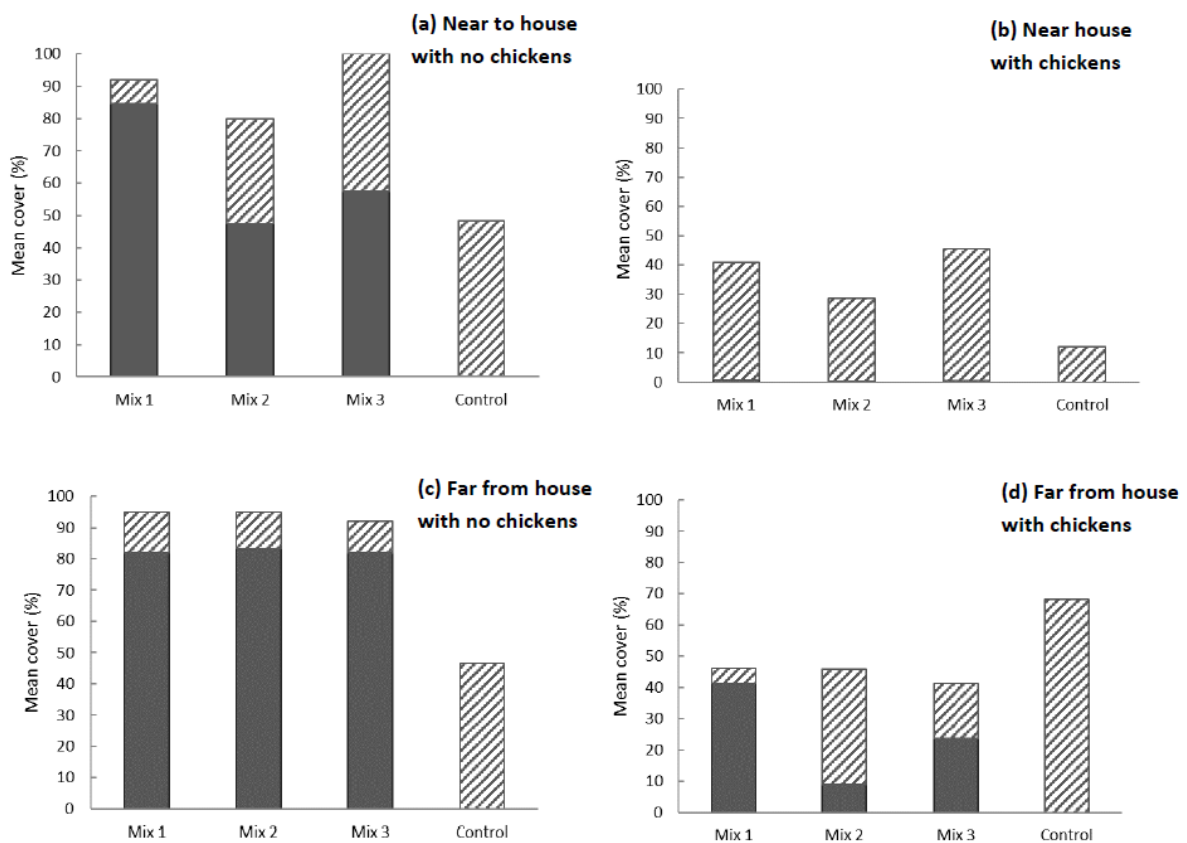 (a) Near to house
with no chickens
Mean cover (%)
100
90
80
70
60
50
40
30
20
10
0
Mix 1 Mix 2 Mix 3 Control
(b) Near house
with chickens
Mean cover (%)
100
90
80
70
60
50
40
30
20
10
0
Mix 1 Mix 2 Mix 3 Control
(c) Far from house
with no chickens
Mean cover (%)
100
90
80
70
60
50
40
30
20
10
0
Mix 1 Mix 2 Mix 3 Control
(d) Far from house
with chickens
Mean cover (%)
100
90
80
70
60
50
40
30
20
10
0
Mix 1 Mix 2 Mix 3 Control